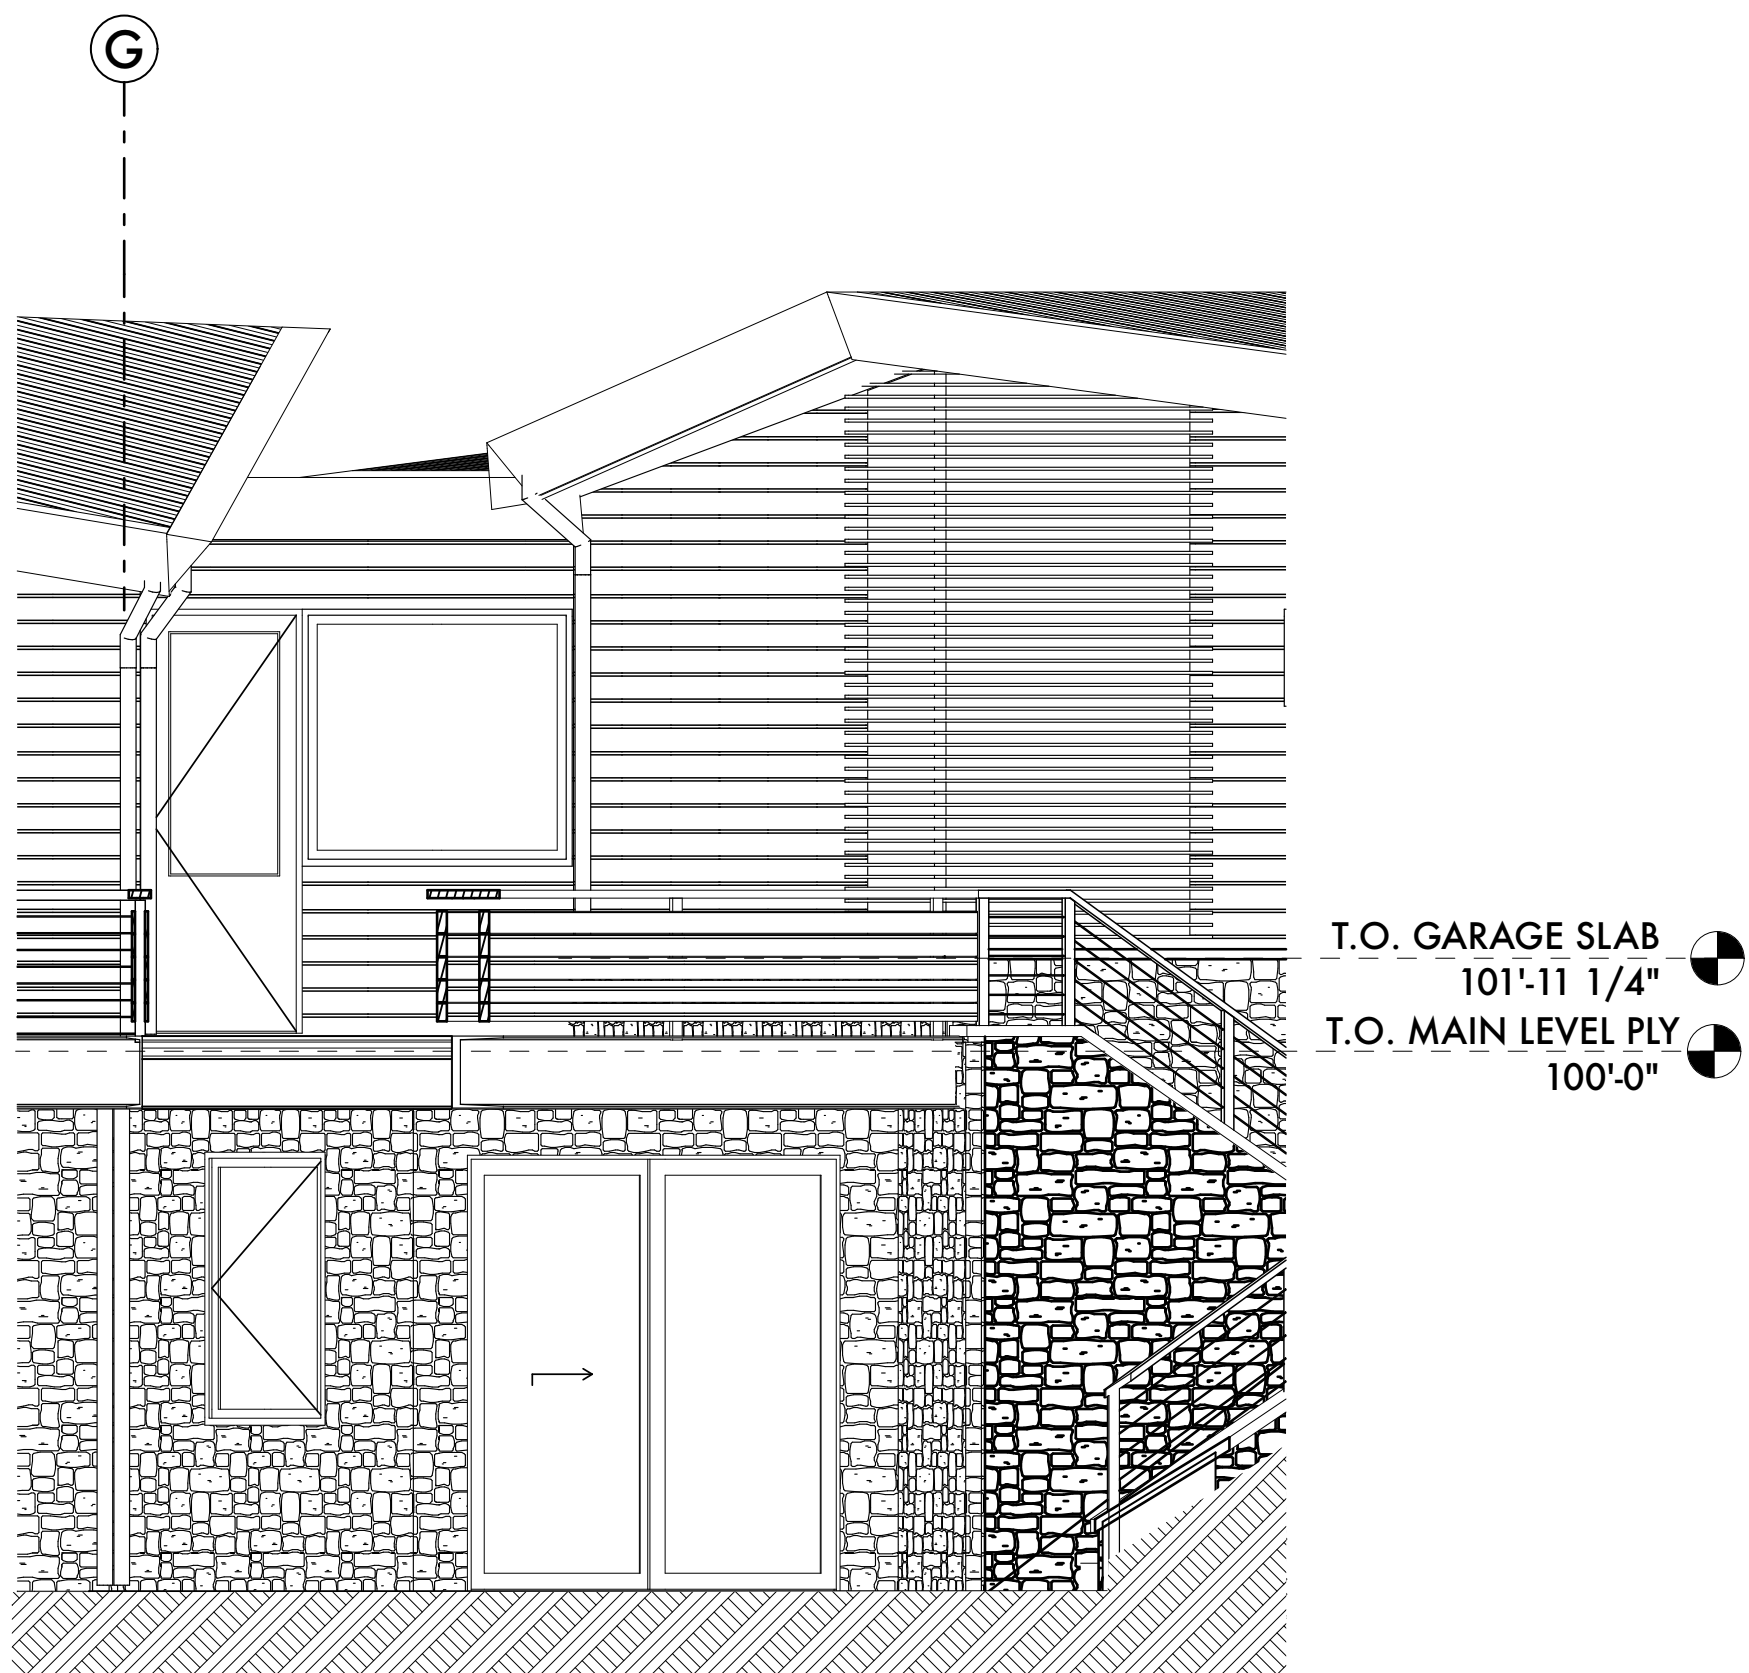 G
T.O. GARAGE SLAB
101'-11 1/4"
T.O. MAIN LEVEL PLY
100'-0"